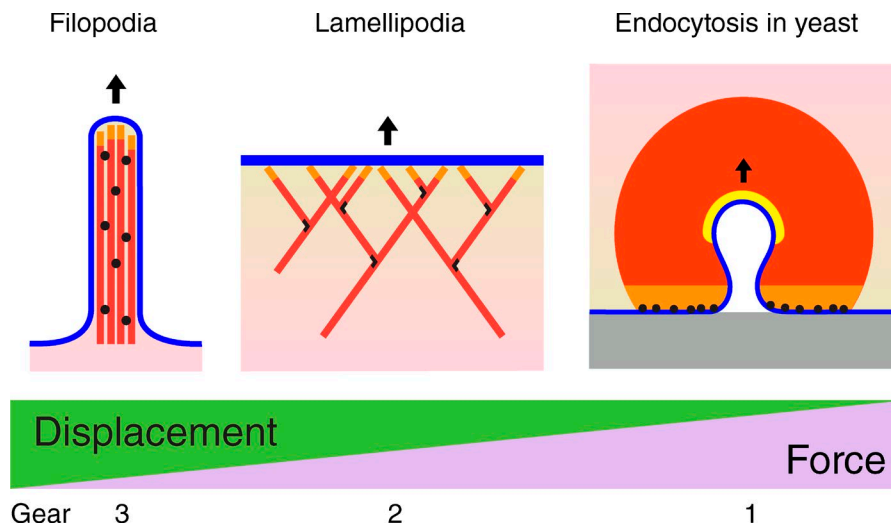 Filopodia Lamellipodia Endocytosis in yeast
Displacement
Force
Gear 3 2 1